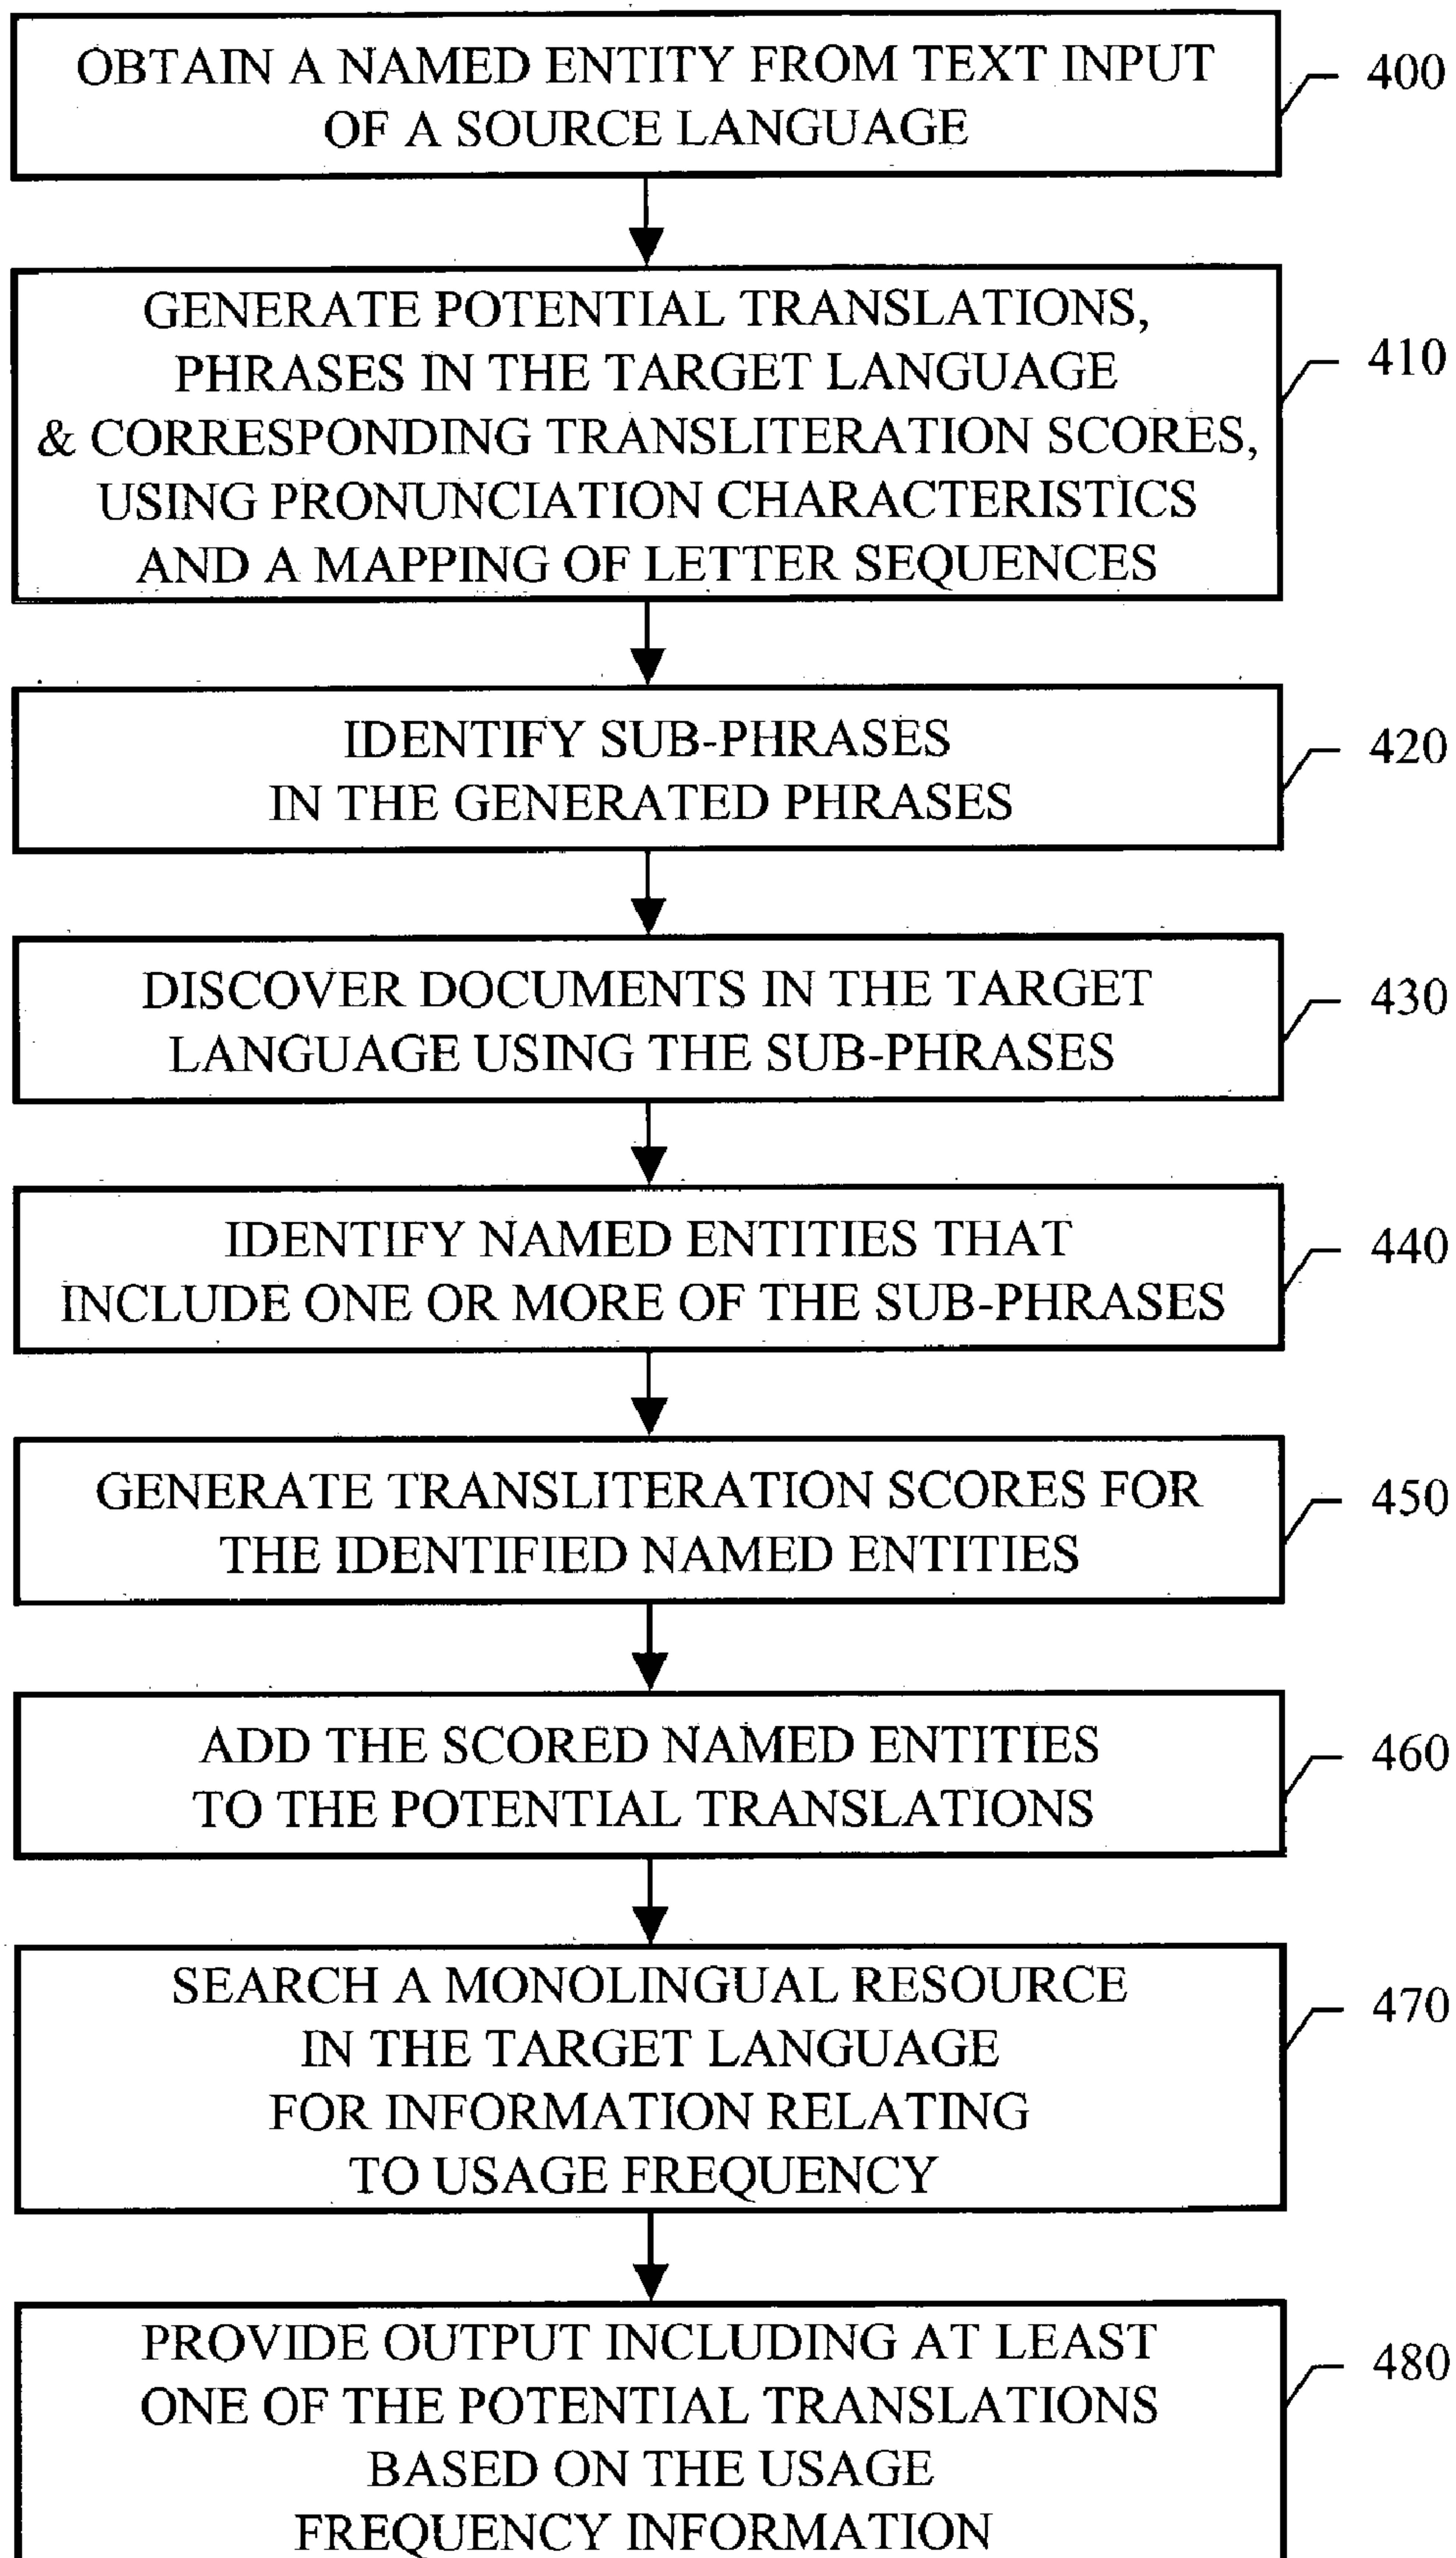 OBTAIN A NAMED ENTITY FROM TEXT INPUT
OF A SOURCE LANGUAGE
400
GENERATE POTENTIAL TRANSLATIONS,
PHRASES IN THE TARGET LANGUAGE
& CORRESPONDING TRANSLITERATION SCORES,
USING PRONUNCIATION CHARACTERISTICS
AND A MAPPING OF LETTER SEQUENCES
410
IDENTIFY SUB-PHRASES
IN THE GENERATED PHRASES
420
DISCOVER DOCUMENTS IN THE TARGET
LANGUAGE USING THE SUB-PHRASES
430
IDENTIFY NAMED ENTITIES THAT
INCLUDE ONE OR MORE OF THE SUB-PHRASES
440
GENERATE TRANSLITERATION SCORES FOR
THE IDENTIFIED NAMED ENTITIES
450
ADD THE SCORED NAMED ENTITIES
TO THE POTENTIAL TRANSLATIONS
460
SEARCH A MONOLINGUAL RESOURCE
IN THE TARGET LANGUAGE
FOR INFORMATION RELATING
TO USAGE FREQUENCY
470
PROVIDE OUTPUT INCLUDING AT LEAST
ONE OF THE POTENTIAL TRANSLATIONS
BASED ON THE USAGE
FREQUENCY INFORMATION
480